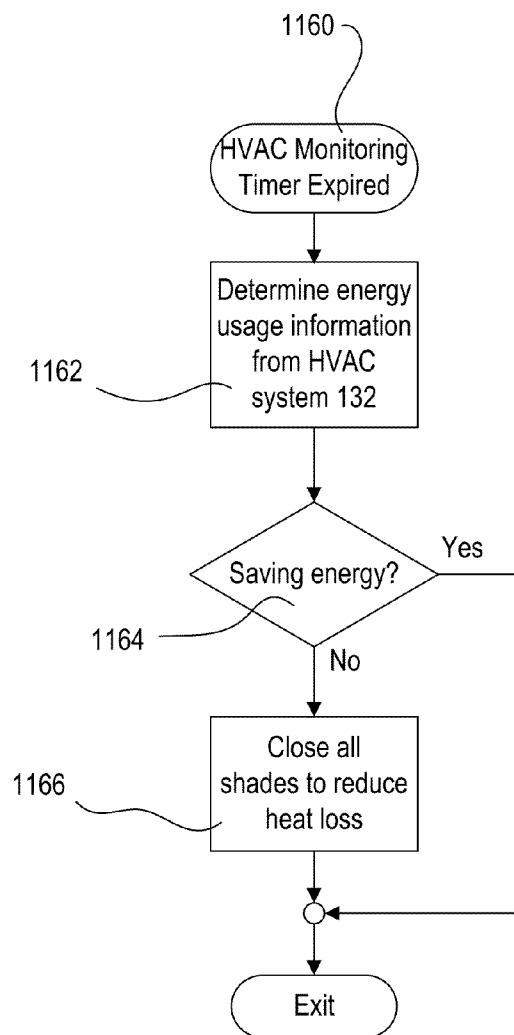 1160
HVAC Monitoring
Timer Expired
Determine energy
usage information
from HVAC
system 132
1162
Saving energy?
Yes
1164
No
Close all
shades to reduce
heat loss
1166
Exit